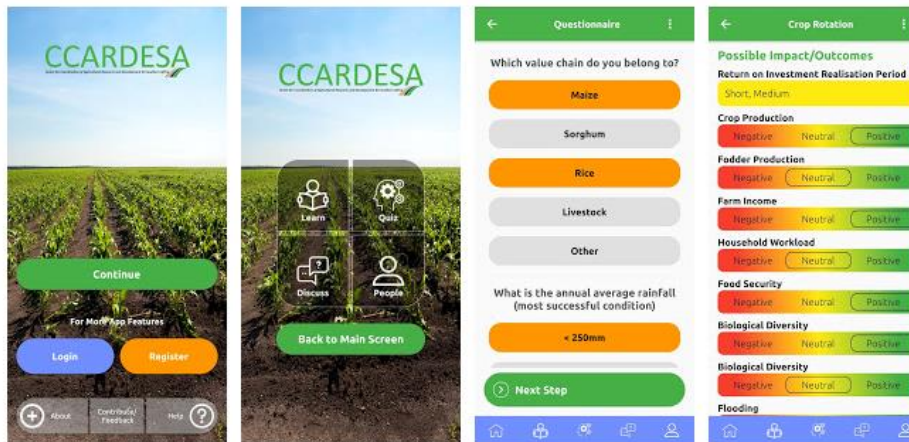 CCARDESA
Continue
For More App Features
Login
Register
About
Contribute/
Feedback
Help
CCARDESA
Learn
Quiz
Discuss
People
Back to Main Screen
Questionnaire
Which value chain do you belong to?
Maize
Sorghum
Rice
Livestock
Other
What is the annual average rainfall
(most successful condition)
< 250mm
Next Step
Crop Rotation
Possible Impact/Outcomes
Return on Investment Realisation Period
Short, Medium
Crop Production
Negative Neutral Positive
Fodder Production
Negative Neutral Positive
Farm Income
Negative Neutral Positive
Household Workload
Negative Neutral Positive
Food Security
Negative Neutral Positive
Biological Diversity
Negative Neutral Positive
Biological Diversity
Negative Neutral Positive
Flooding